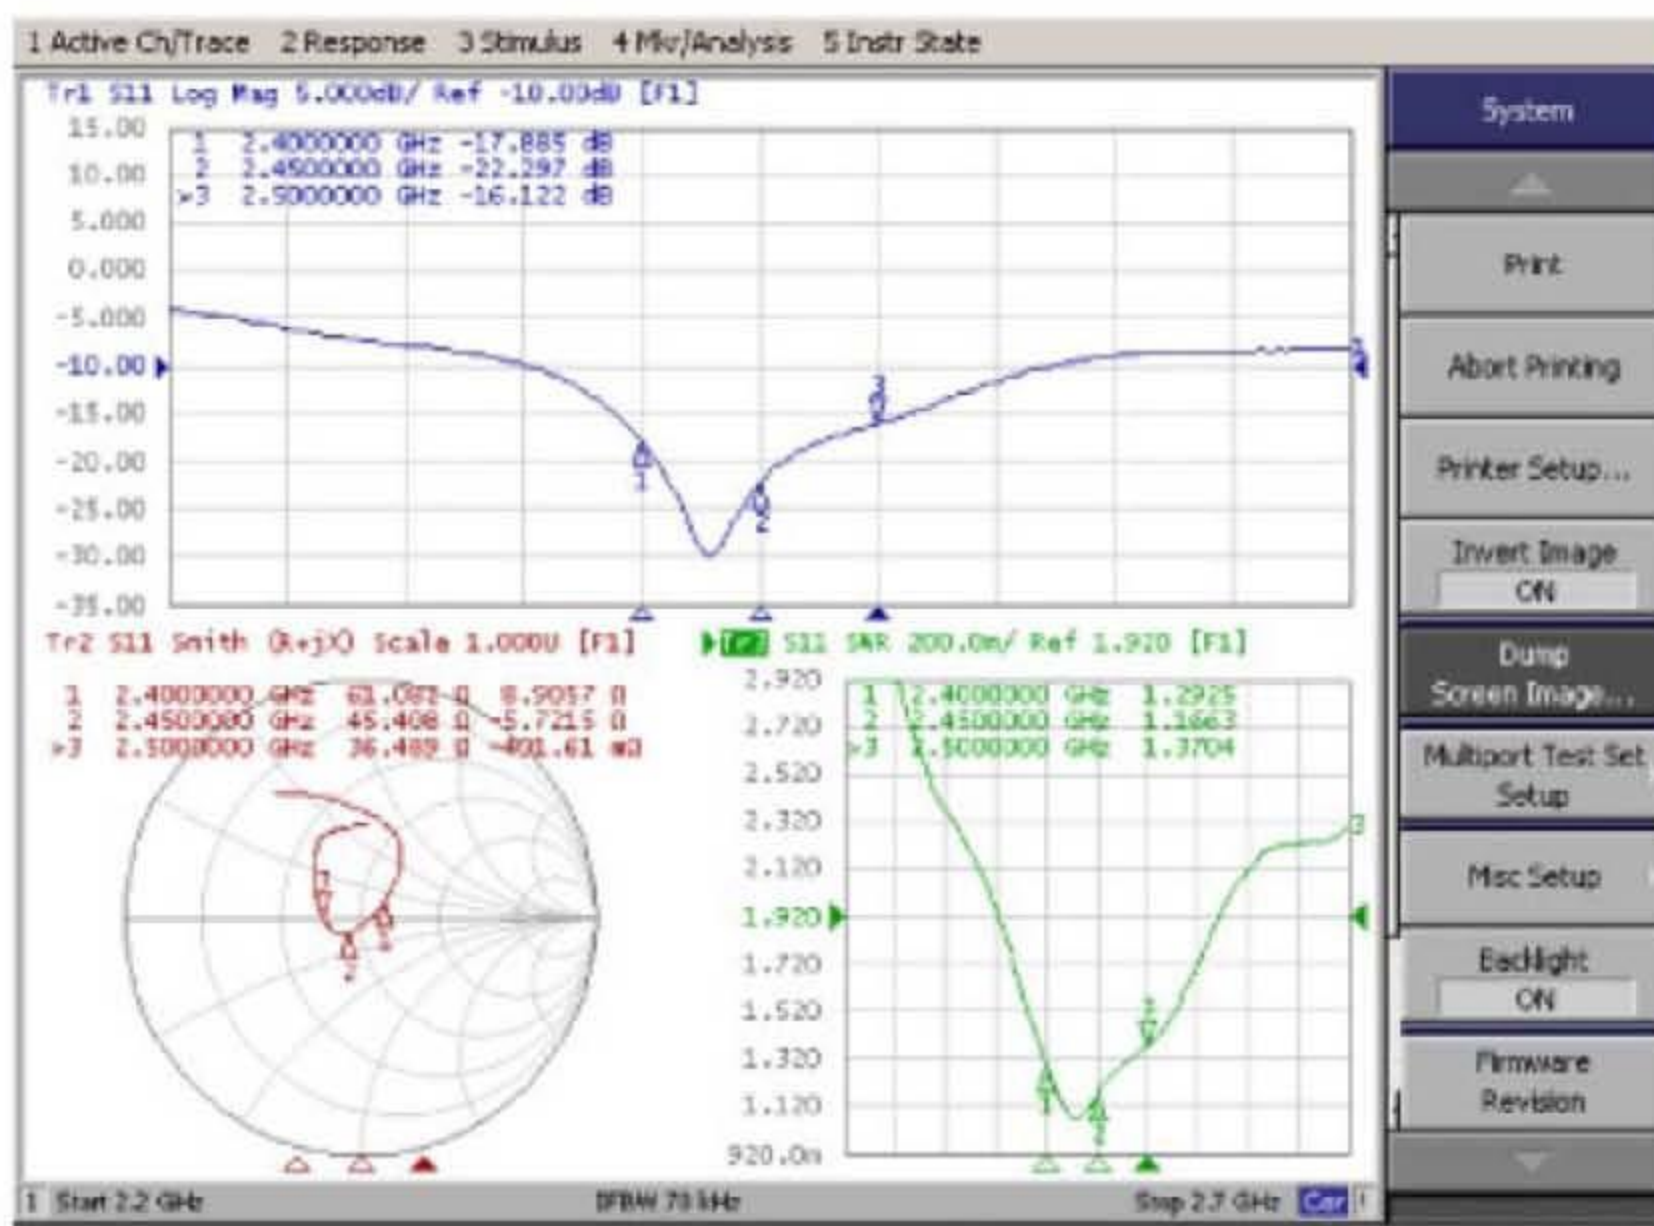 1 Active Ch/Trace 2 Response 3 Stimulus 4 Mkr/Analysis 5 Instr State
Tr1 S11 Log Mag 5.000dB/ Ref -10.00dB [F1]
15.00
10.00
5.000
0.000
-5.000
-10.00
-15.00
-20.00
-25.00
-30.00
-35.00
1 2.4000000 GHz -17.885 dB
2 2.4500000 GHz -22.297 dB
>3 2.5000000 GHz -16.122 dB
3
1
2
Tr2 S11 Smith (R+jX) Scale 1.000U [F1]
1 2.4000000 GHz 61.082 Ω 8.9057 Ω
2 2.4500000 GHz 45.408 Ω -5.7215 Ω
>3 2.5000000 GHz 36.489 Ω -401.61 mΩ
S11 SWR 200.0m/ Ref 1.920 [F1]
2.920
2.720
2.520
2.320
2.120
1.920
1.720
1.520
1.320
1.120
920.0m
1 2.4000000 GHz 1.2925
2 2.4500000 GHz 1.1663
>3 2.5000000 GHz 1.3704
3
1
2
3
1 Start 2.2 GHz IFBW 70 kHz Stop 2.7 GHz Cor
System
Print
Abort Printing
Printer Setup...
Invert Image
ON
Dump
Screen Image...
Multiport Test Set
Setup
Misc Setup
Backlight
ON
Firmware
Revision